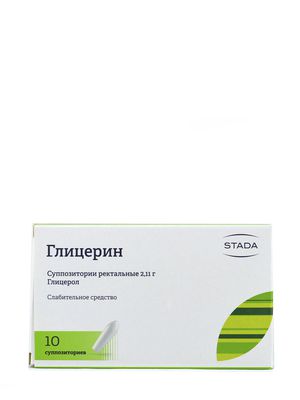 Глицерин
STADA
Суппозитории ректальные 2,11 г
Глицерол
Слабительное средство
10
суппозиториев